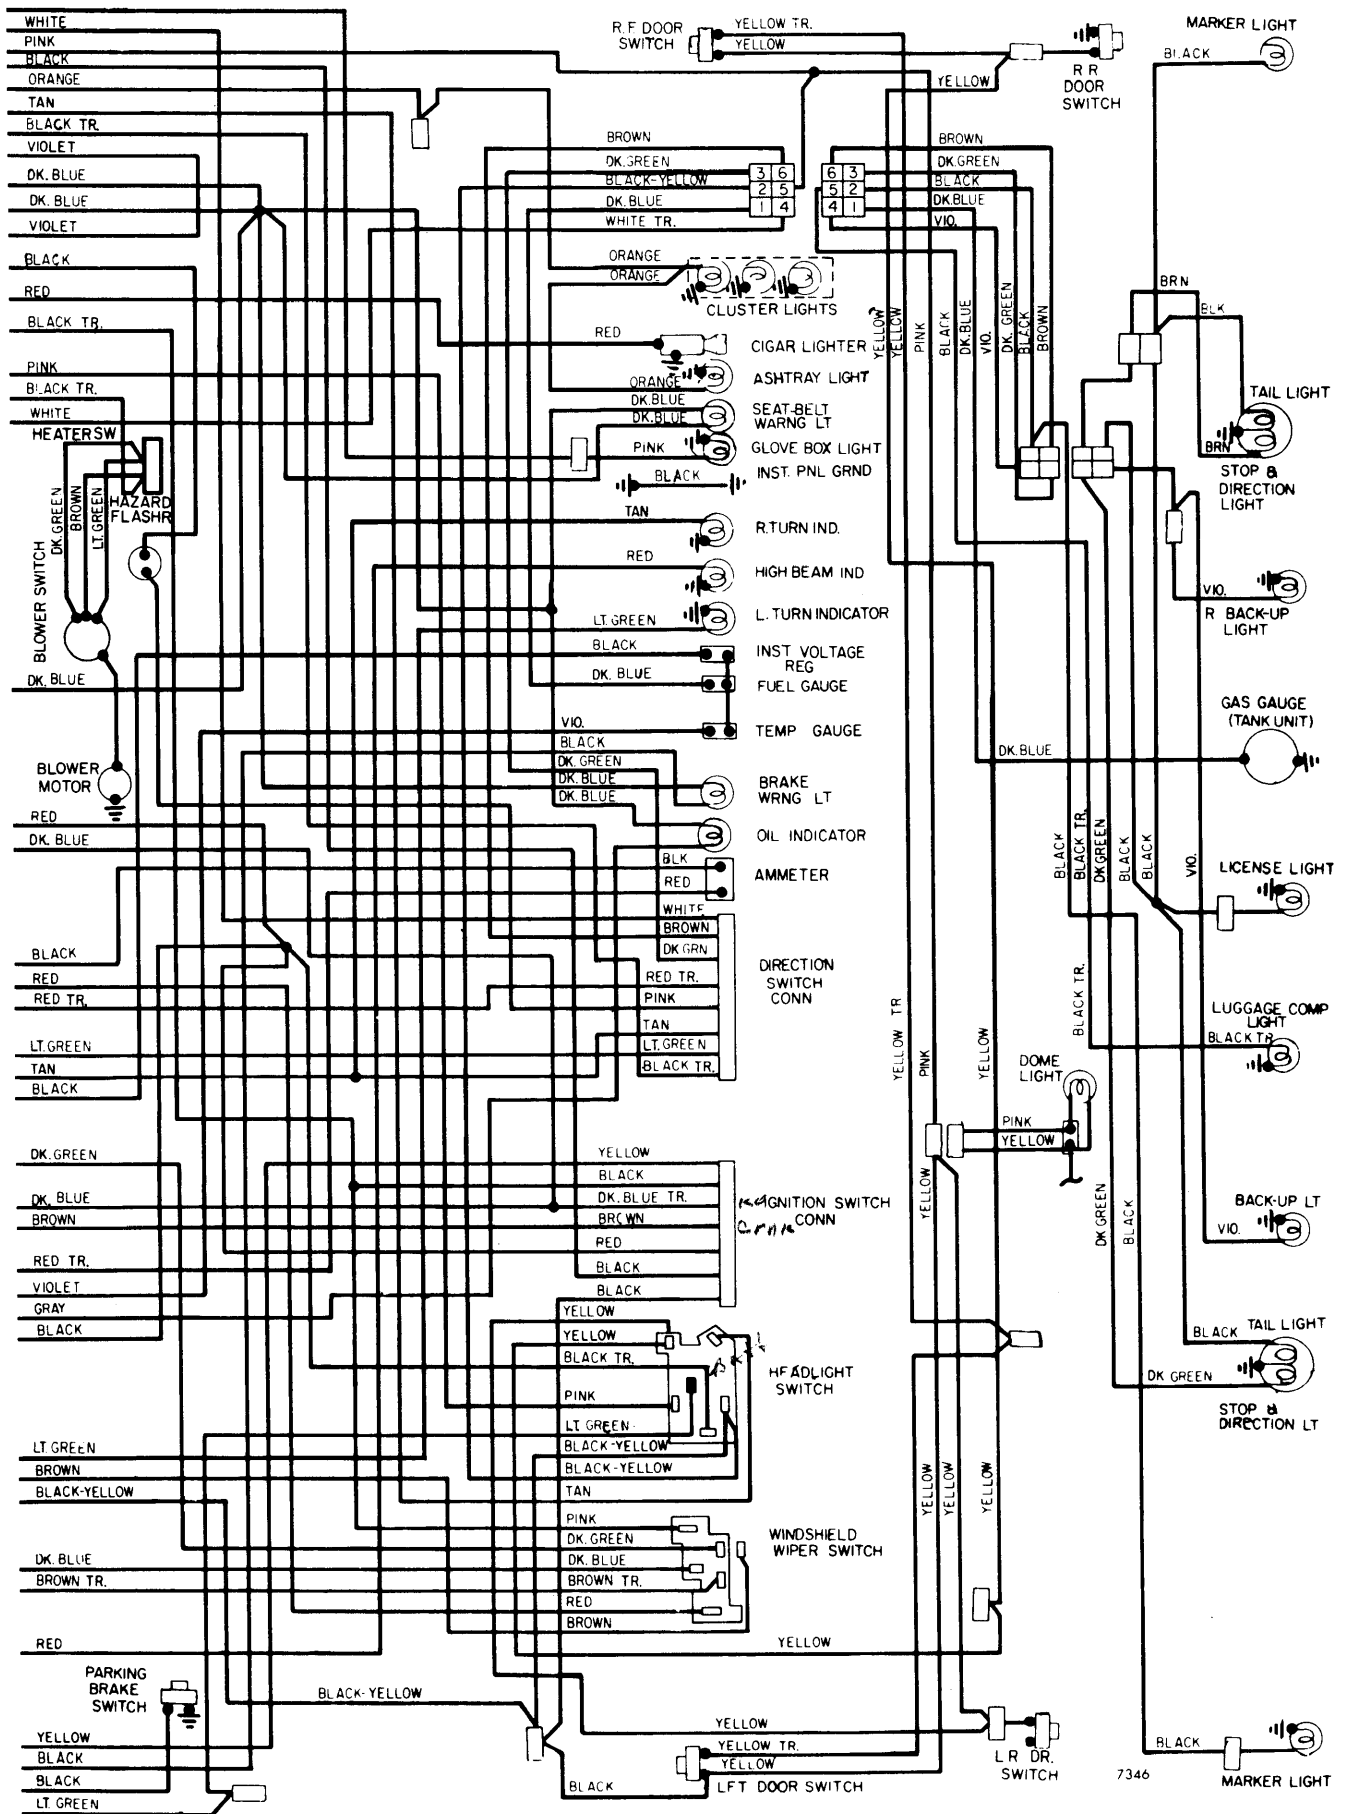 WHITE
PINK
BLACK
ORANGE
TAN
BLACK TR.
VIOLET
DK. BLUE
DK. BLUE
VIOLET
BLACK
RED
BLACK TR.
PINK
BLACK TR.
WHITE
HEATER SW
DK. GREEN
BROWN
LT. GREEN
HAZARD
FLASHR
BLOWER SWITCH
DK. BLUE
BLOWER
MOTOR
RED
DK. BLUE
BLACK
RED
RED TR.
LT. GREEN
TAN
BLACK
DK. GREEN
DK. BLUE
BROWN
RED TR.
VIOLET
GRAY
BLACK
LT. GREEN
BROWN
BLACK-YELLOW
DK. BLUE
BROWN TR.
RED
PARKING
BRAKE
SWITCH
BLACK-YELLOW
YELLOW
BLACK
BLACK
LT. GREEN
R.F. DOOR
SWITCH
YELLOW TR.
YELLOW
YELLOW
R R
DOOR
SWITCH
MARKER LIGHT
BLACK
BROWN
DK. GREEN
BLACK-YELLOW
DK. BLUE
WHITE TR.
3 6
2 5
1 4
6 3
5 2
4 1
BROWN
DK. GREEN
BLACK
DK. BLUE
VIO.
ORANGE
ORANGE
CLUSTER LIGHTS
RED
CIGAR LIGHTER
ORANGE
ASHTRAY LIGHT
DK. BLUE
DK. BLUE
SEAT-BELT
WARNG LT
PINK
GLOVE BOX LIGHT
BLACK
INST. PNL GRND
TAN
R. TURN IND.
RED
HIGH BEAM IND
LT. GREEN
L. TURN INDICATOR
BLACK
INST VOLTAGE
REG
DK. BLUE
FUEL GAUGE
VIO.
TEMP GAUGE
BLACK
DK. GREEN
DK. BLUE
DK. BLUE
BRAKE
WRNG LT
OIL INDICATOR
BLK
RED
AMMETER
WHITE
BROWN
DK GRN
RED TR.
PINK
TAN
LT. GREEN
BLACK TR.
DIRECTION
SWITCH
CONN
YELLOW
BLACK
DK. BLUE TR.
BROWN
RED
BLACK
BLACK
IGNITION SWITCH
CONN
YELLOW
YELLOW
BLACK TR.
PINK
LT GREEN
BLACK-YELLOW
BLACK-YELLOW
TAN
HEADLIGHT
SWITCH
PINK
DK. GREEN
DK. BLUE
BROWN TR.
RED
BROWN
WINDSHIELD
WIPER SWITCH
YELLOW
YELLOW
YELLOW TR.
YELLOW
BLACK
LFT DOOR SWITCH
L R DR.
SWITCH
YELLOW
YELLOW
PINK
BLACK
DK. BLUE
VIO.
DK. GREEN
BLACK
BROWN
BRN
BLK
TAIL LIGHT
BRN
STOP &
DIRECTION
LIGHT
VIO.
R BACK-UP
LIGHT
GAS GAUGE
(TANK UNIT)
DK. BLUE
BLACK
BLACK TR.
DK GREEN
BLACK
BLACK
VIO.
LICENSE LIGHT
BLACK TR.
LUGGAGE COMP
LIGHT
BLACK TR
YELLOW TR
PINK
YELLOW
DOME
LIGHT
PINK
YELLOW
YELLOW
DK GREEN
BLACK
BACK-UP LT
VIO.
BLACK
TAIL LIGHT
DK GREEN
STOP &
DIRECTION LT
YELLOW
YELLOW
YELLOW
BLACK
7346
MARKER LIGHT